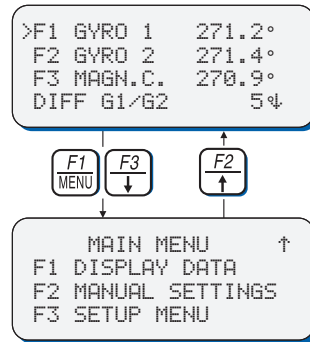 >F1 GYRO 1 271.2°
F2 GYRO 2 271.4°
F3 MAGN.C. 270.9°
DIFF G1/G2 5↓
F1 MENU F3 ↓ F2 ↑
MAIN MENU ↑
F1 DISPLAY DATA
F2 MANUAL SETTINGS
F3 SETUP MENU